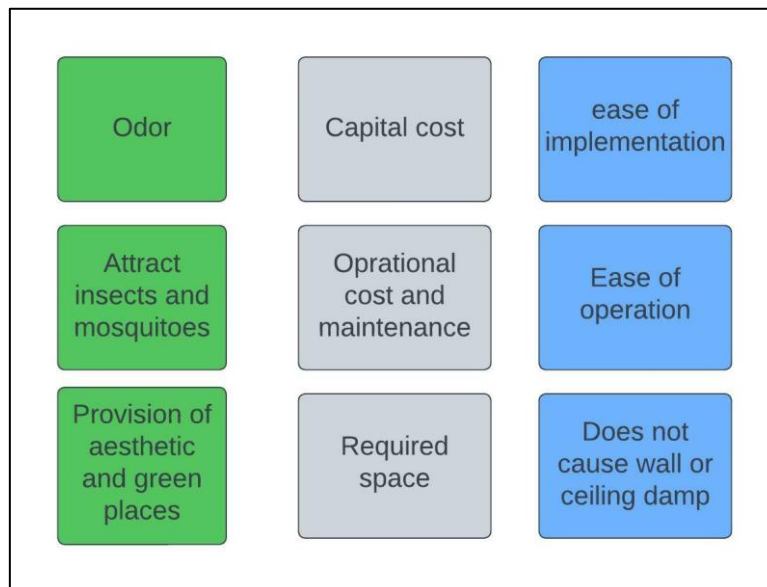 Odor
Capital cost
ease of
implementation
Attract
insects and
mosquitoes
Oprational
cost and
maintenance
Ease of
operation
Provision of
aesthetic
and green
places
Required
space
Does not
cause wall or
ceiling damp